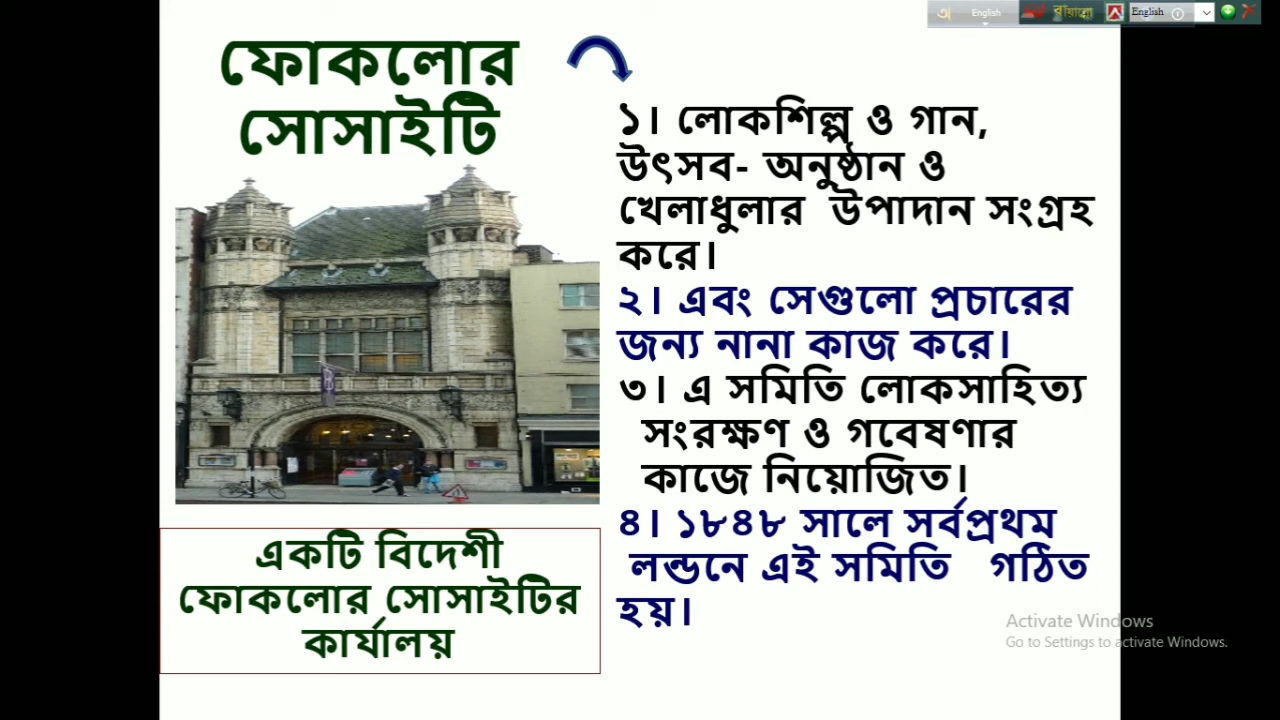 English
English
ফোকলোর
সোসাইটি
১। লোকশিল্প ও গান,
উৎসব- অনুষ্ঠান ও
খেলাধুলার উপাদান সংগ্রহ
করে।
২। এবং সেগুলো প্রচারের
জন্য নানা কাজ করে।
৩। এ সমিতি লোকসাহিত্য
সংরক্ষণ ও গবেষণার
কাজে নিয়োজিত।
৪। ১৮৪৮ সালে সর্বপ্রথম
লন্ডনে এই সমিতি গঠিত
হয়।
একটি বিদেশী
ফোকলোর সোসাইটির
কার্যালয়
Activate Windows
Go to Settings to activate Windows.